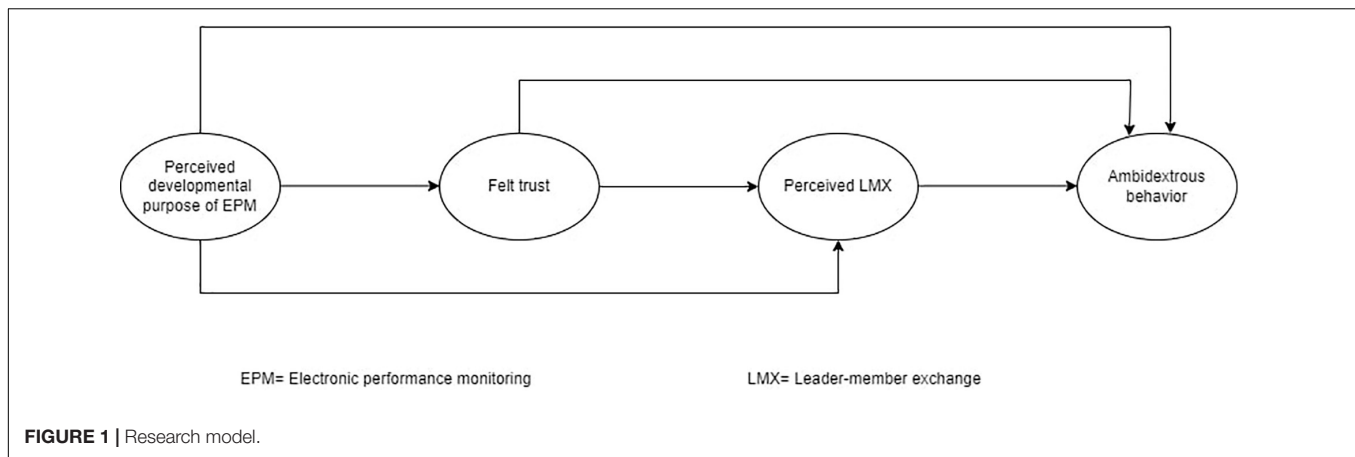 Perceived
developmental
purpose of EPM
Felt trust
Perceived LMX
Ambidextrous
behavior
EPM= Electronic performance monitoring
LMX= Leader-member exchange
FIGURE 1 | Research model.